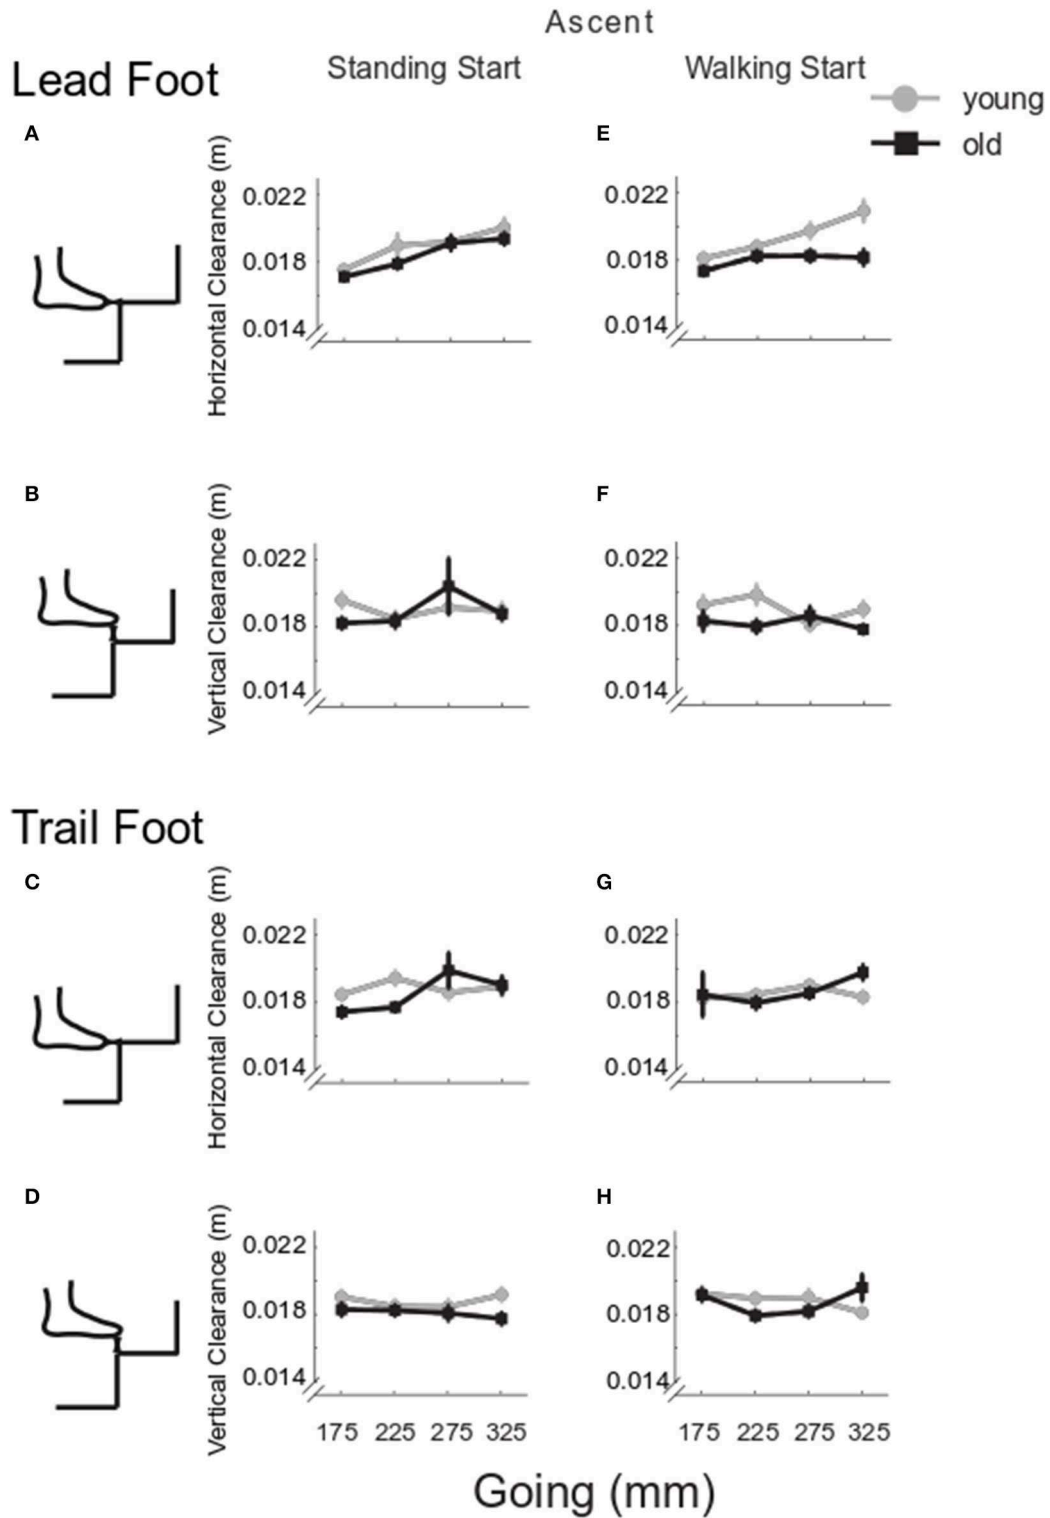 Ascent
Standing Start
Walking Start
Lead Foot
young
old
A
Horizontal Clearance (m)
0.022
0.018
0.014
E
0.022
0.018
0.014
B
Vertical Clearance (m)
0.022
0.018
0.014
F
0.022
0.018
0.014
Trail Foot
C
Horizontal Clearance (m)
0.022
0.018
0.014
G
0.022
0.018
0.014
D
Vertical Clearance (m)
0.022
0.018
0.014
175 225 275 325
H
0.022
0.018
0.014
175 225 275 325
Going (mm)